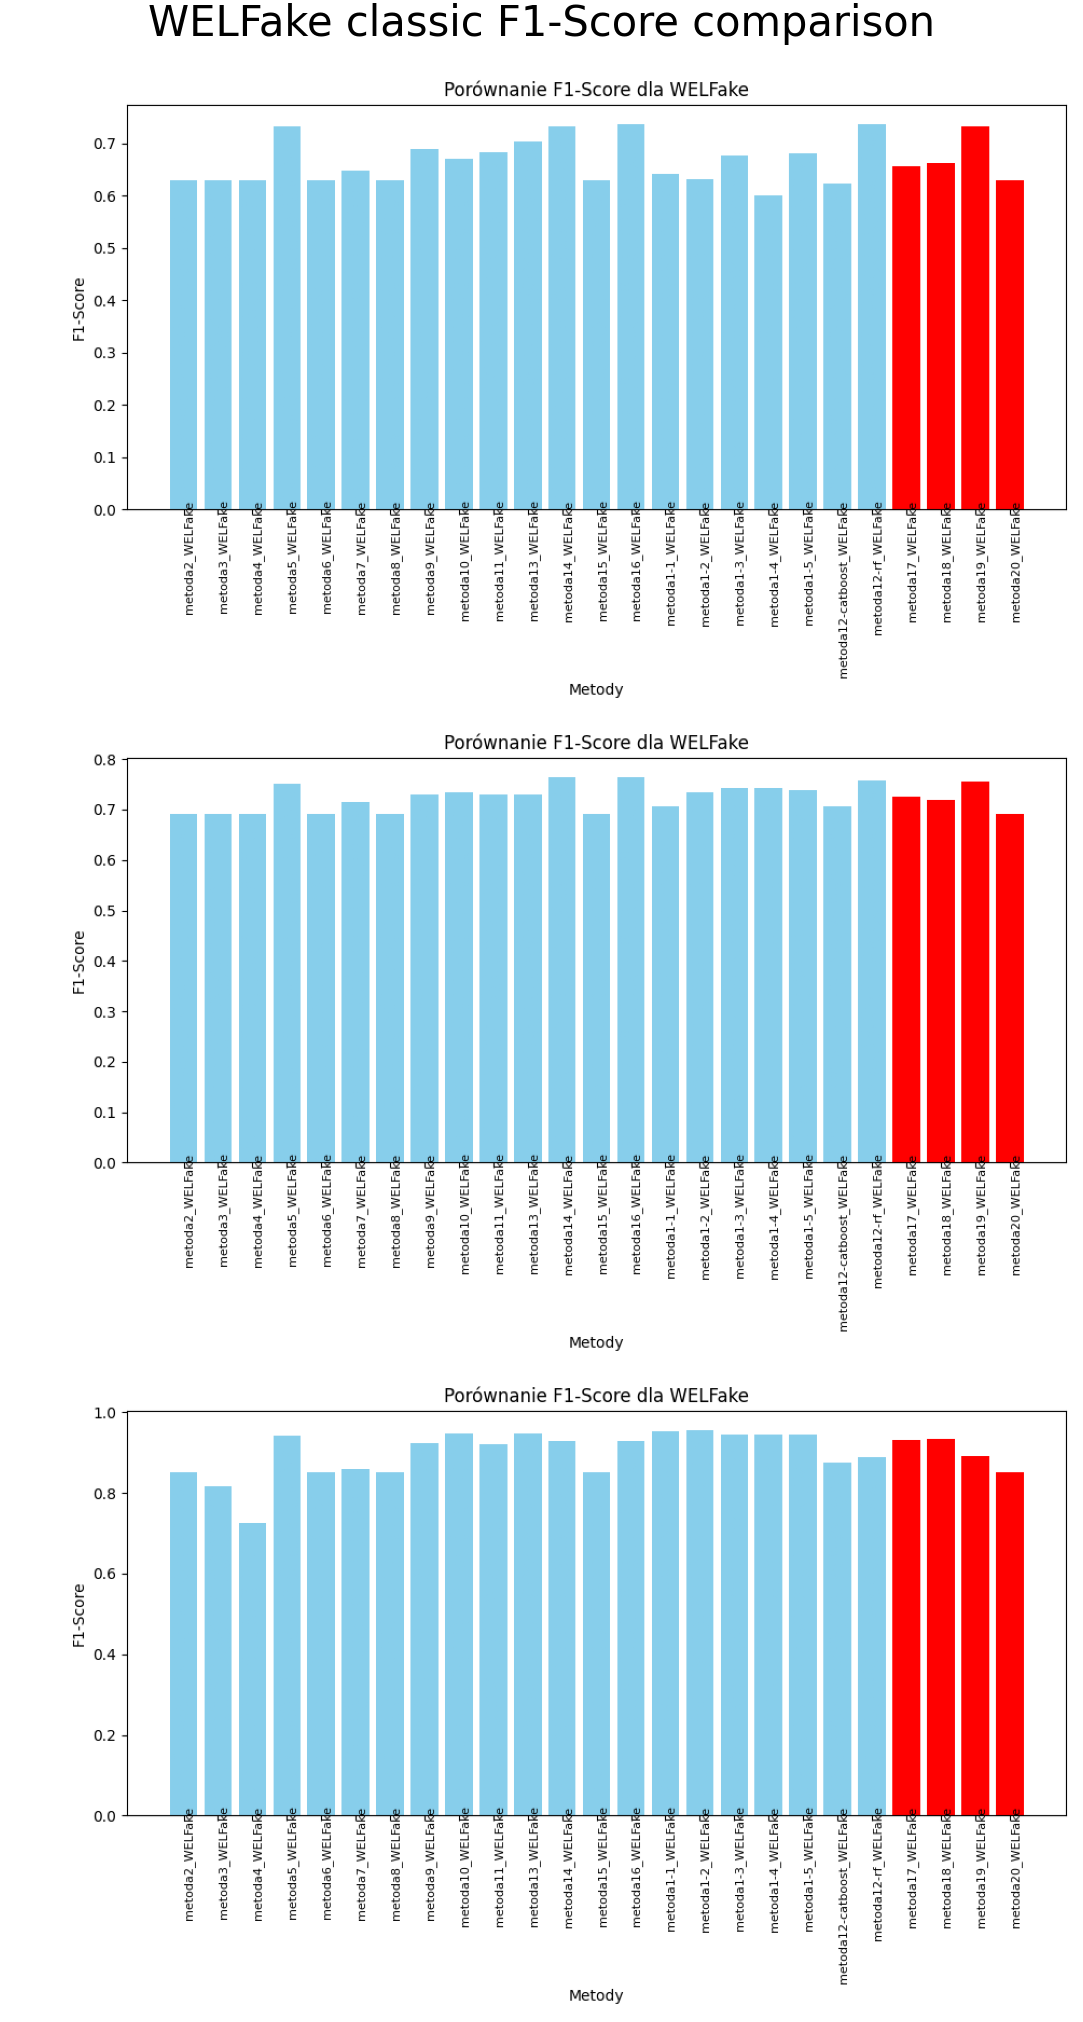 WELFake classic F1-Score comparison
Porównanie F1-Score dla WELFake
0.7
0.6
0.5
0.4
0.3
0.2
0.1
0.0
F1-Score
metoda2_WELFake
metoda3_WELFake
metoda4_WELFake
metoda5_WELFake
metoda6_WELFake
metoda7_WELFake
metoda8_WELFake
metoda9_WELFake
metoda10_WELFake
metoda11_WELFake
metoda13_WELFake
metoda14_WELFake
metoda15_WELFake
metoda16_WELFake
metoda1-1_WELFake
metoda1-2_WELFake
metoda1-3_WELFake
metoda1-4_WELFake
metoda1-5_WELFake
metoda12-catboost_WELFake
metoda12-rf_WELFake
metoda17_WELFake
metoda18_WELFake
metoda19_WELFake
metoda20_WELFake
Metody
Porównanie F1-Score dla WELFake
0.8
0.7
0.6
0.5
0.4
0.3
0.2
0.1
0.0
F1-Score
metoda2_WELFake
metoda3_WELFake
metoda4_WELFake
metoda5_WELFake
metoda6_WELFake
metoda7_WELFake
metoda8_WELFake
metoda9_WELFake
metoda10_WELFake
metoda11_WELFake
metoda13_WELFake
metoda14_WELFake
metoda15_WELFake
metoda16_WELFake
metoda1-1_WELFake
metoda1-2_WELFake
metoda1-3_WELFake
metoda1-4_WELFake
metoda1-5_WELFake
metoda12-catboost_WELFake
metoda12-rf_WELFake
metoda17_WELFake
metoda18_WELFake
metoda19_WELFake
metoda20_WELFake
Metody
Porównanie F1-Score dla WELFake
1.0
0.8
0.6
0.4
0.2
0.0
F1-Score
metoda2_WELFake
metoda3_WELFake
metoda4_WELFake
metoda5_WELFake
metoda6_WELFake
metoda7_WELFake
metoda8_WELFake
metoda9_WELFake
metoda10_WELFake
metoda11_WELFake
metoda13_WELFake
metoda14_WELFake
metoda15_WELFake
metoda16_WELFake
metoda1-1_WELFake
metoda1-2_WELFake
metoda1-3_WELFake
metoda1-4_WELFake
metoda1-5_WELFake
metoda12-catboost_WELFake
metoda12-rf_WELFake
metoda17_WELFake
metoda18_WELFake
metoda19_WELFake
metoda20_WELFake
Metody